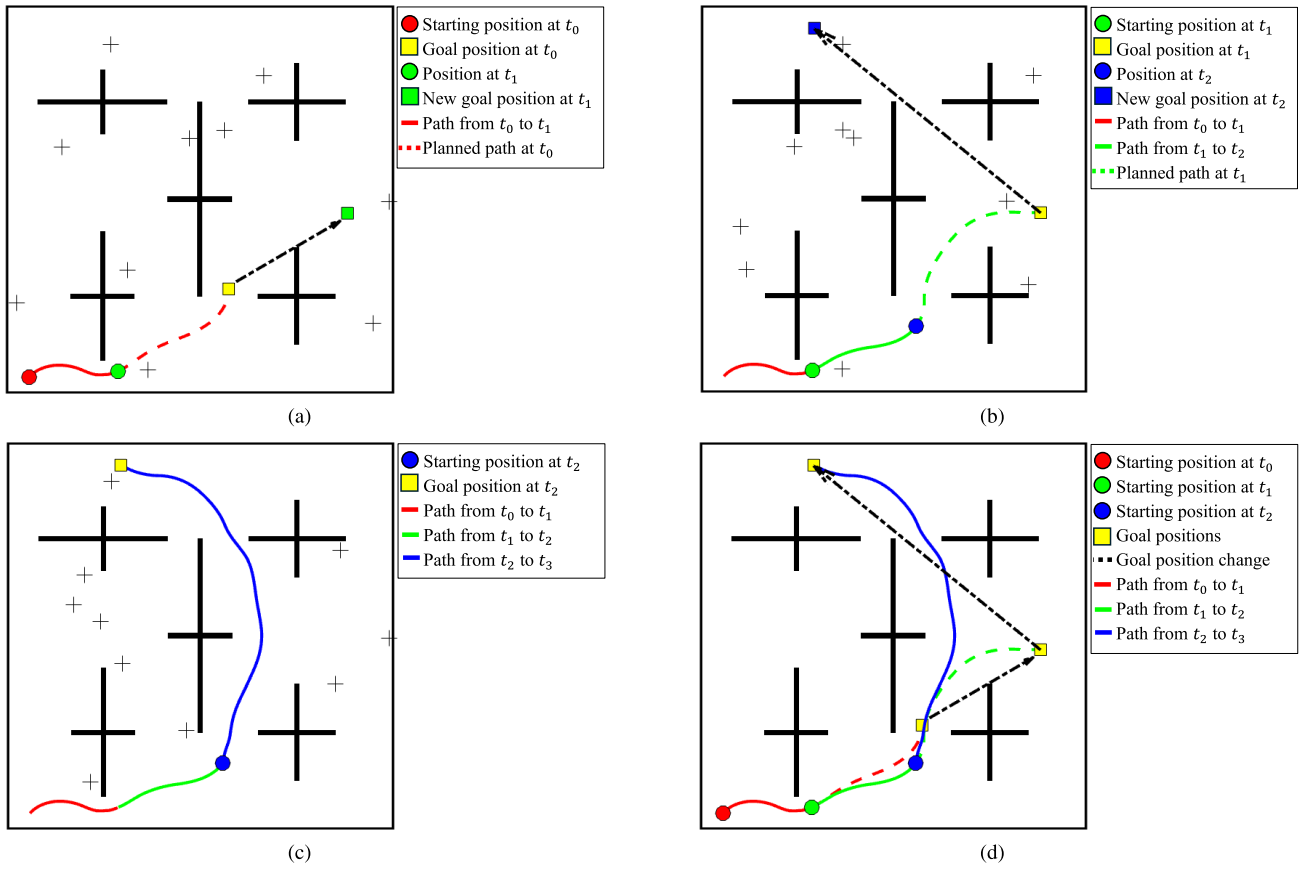 Starting position at t₀
Goal position at t₀
Position at t₁
New goal position at t₁
Path from t₀ to t₁
Planned path at t₀
(a)
Starting position at t₁
Goal position at t₁
Position at t₂
New goal position at t₂
Path from t₀ to t₁
Path from t₁ to t₂
Planned path at t₁
(b)
Starting position at t₂
Goal position at t₂
Path from t₀ to t₁
Path from t₁ to t₂
Path from t₂ to t₃
(c)
Starting position at t₀
Starting position at t₁
Starting position at t₂
Goal positions
Goal position change
Path from t₀ to t₁
Path from t₁ to t₂
Path from t₂ to t₃
(d)